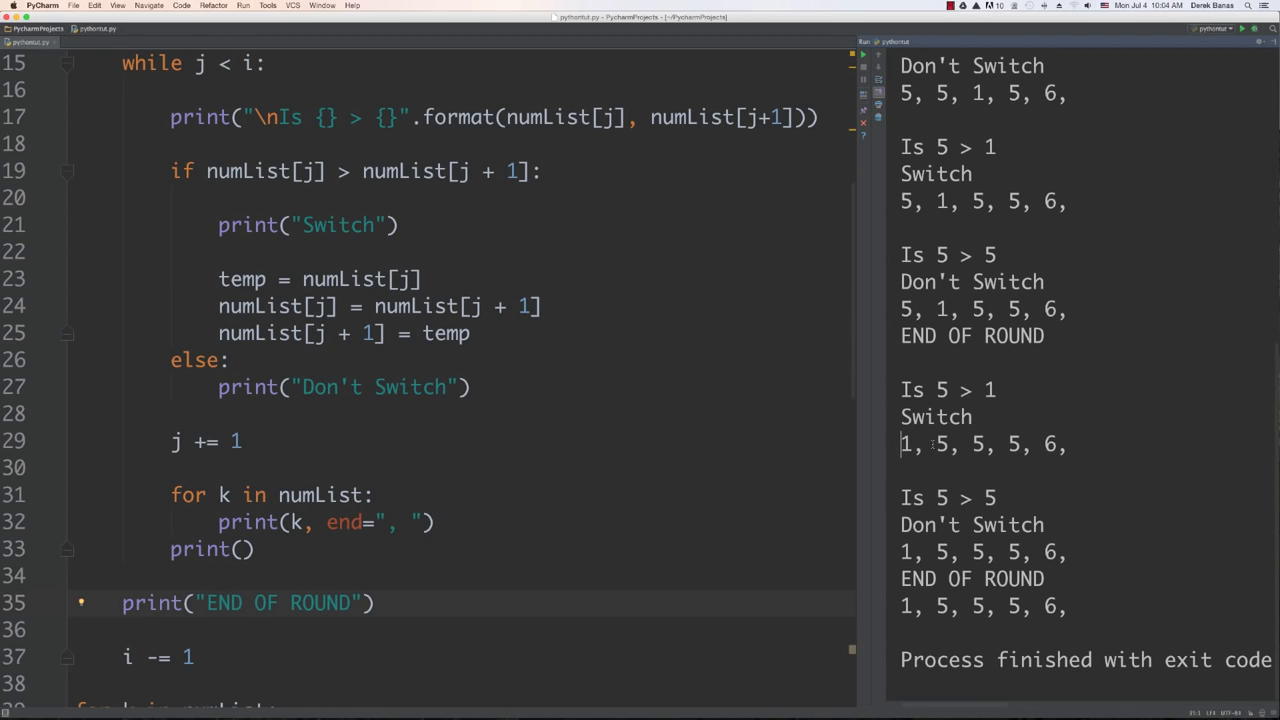 PyCharm File Edit View Navigate Code Refactor Run Tools VCS Window Help
10 Mon Jul 4 10:04 AM Derek Banas
pythontut.py - PycharmProjects - [~/PycharmProjects]
PycharmProjects pythontut.py pythontut
pythontut.py
Run pythontut
15 while j < i:
16
17 print("\nIs {} > {}".format(numList[j], numList[j+1]))
18
19 if numList[j] > numList[j + 1]:
20
21 print("Switch")
22
23 temp = numList[j]
24 numList[j] = numList[j + 1]
25 numList[j + 1] = temp
26 else:
27 print("Don't Switch")
28
29 j += 1
30
31 for k in numList:
32 print(k, end=", ")
33 print()
34
35 print("END OF ROUND")
36
37 i -= 1
38
Don't Switch
5, 5, 1, 5, 6,
Is 5 > 1
Switch
5, 1, 5, 5, 6,
Is 5 > 5
Don't Switch
5, 1, 5, 5, 6,
END OF ROUND
Is 5 > 1
Switch
1, 5, 5, 5, 6,
Is 5 > 5
Don't Switch
1, 5, 5, 5, 6,
END OF ROUND
1, 5, 5, 5, 6,
Process finished with exit code